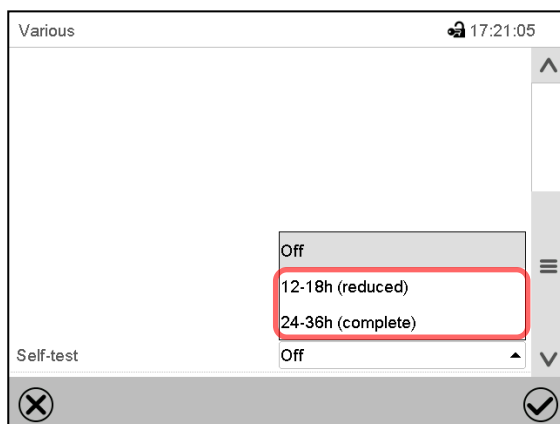 Various 17:21:05
Off
12-18h (reduced)
24-36h (complete)
Self-test Off